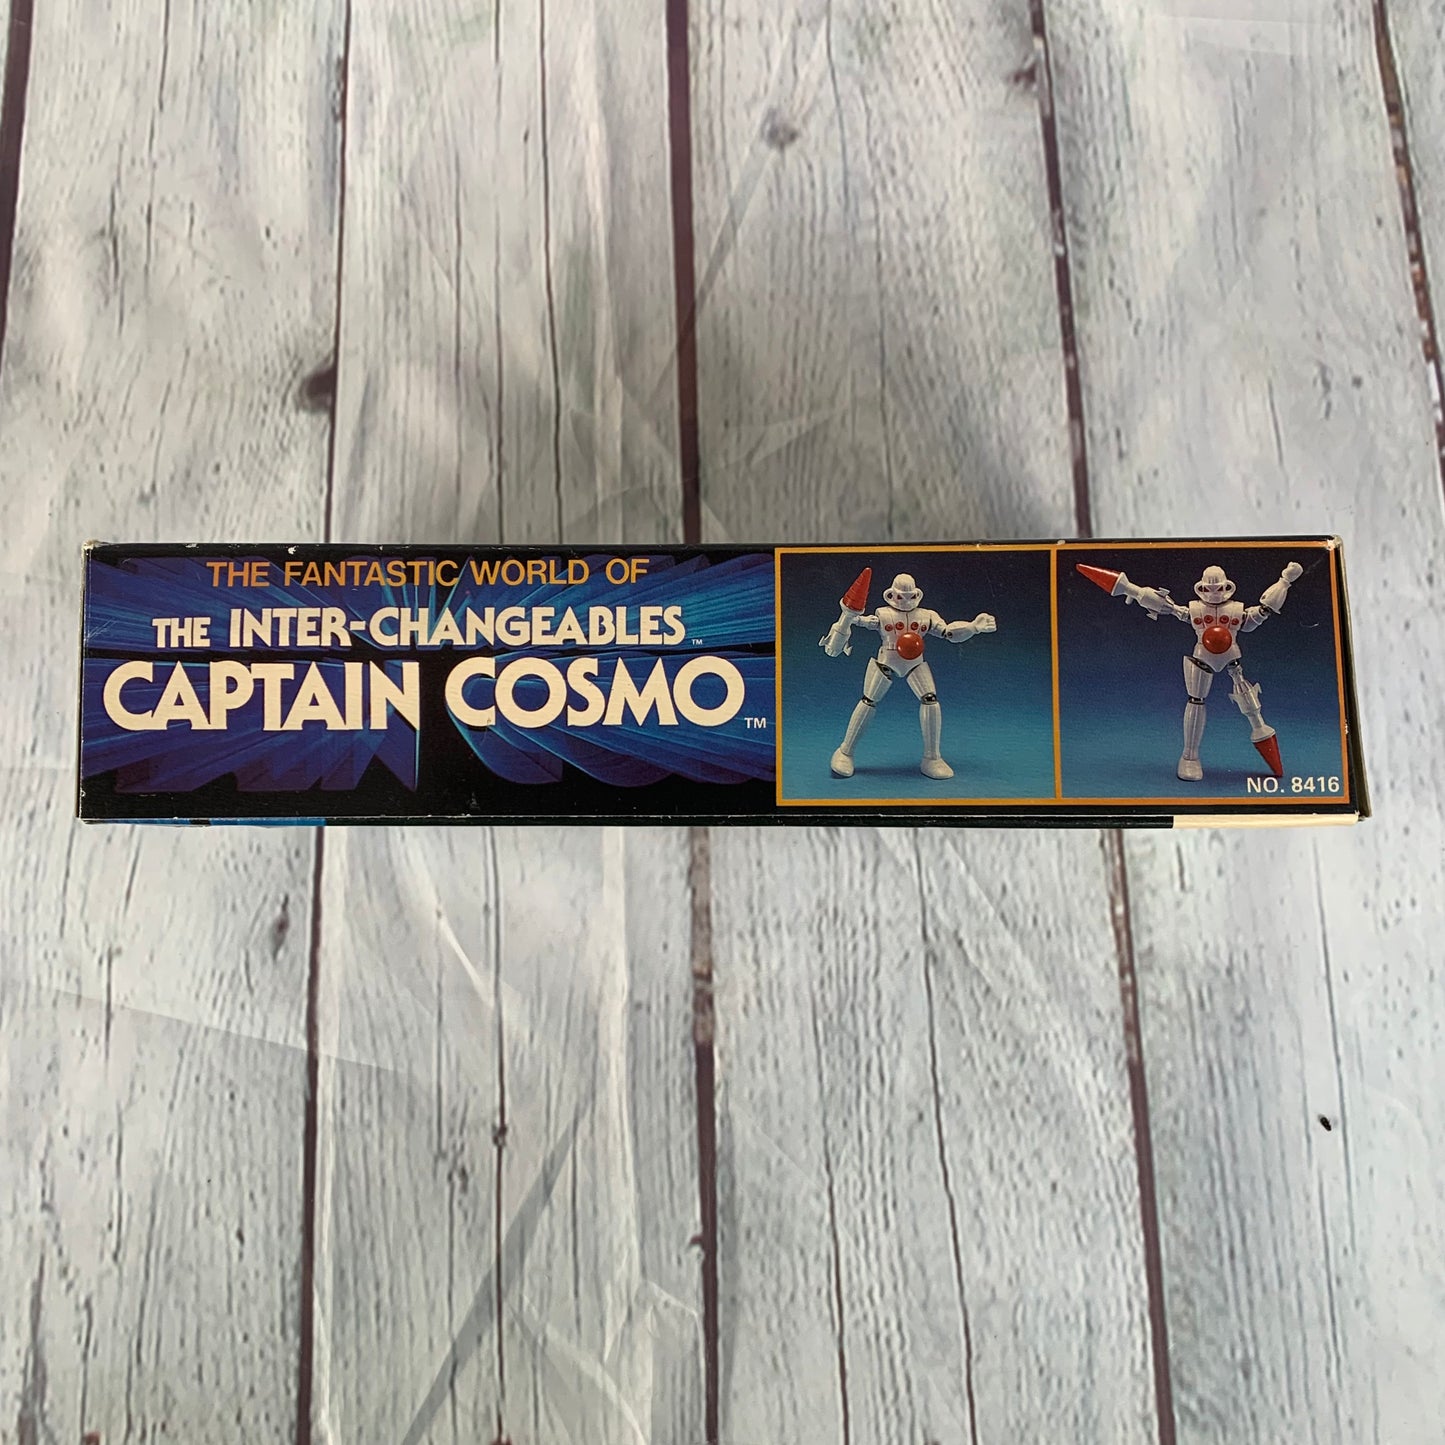 THE FANTASTIC WORLD OF
THE INTER-CHANGEABLES™
CAPTAIN COSMO™
NO. 8416